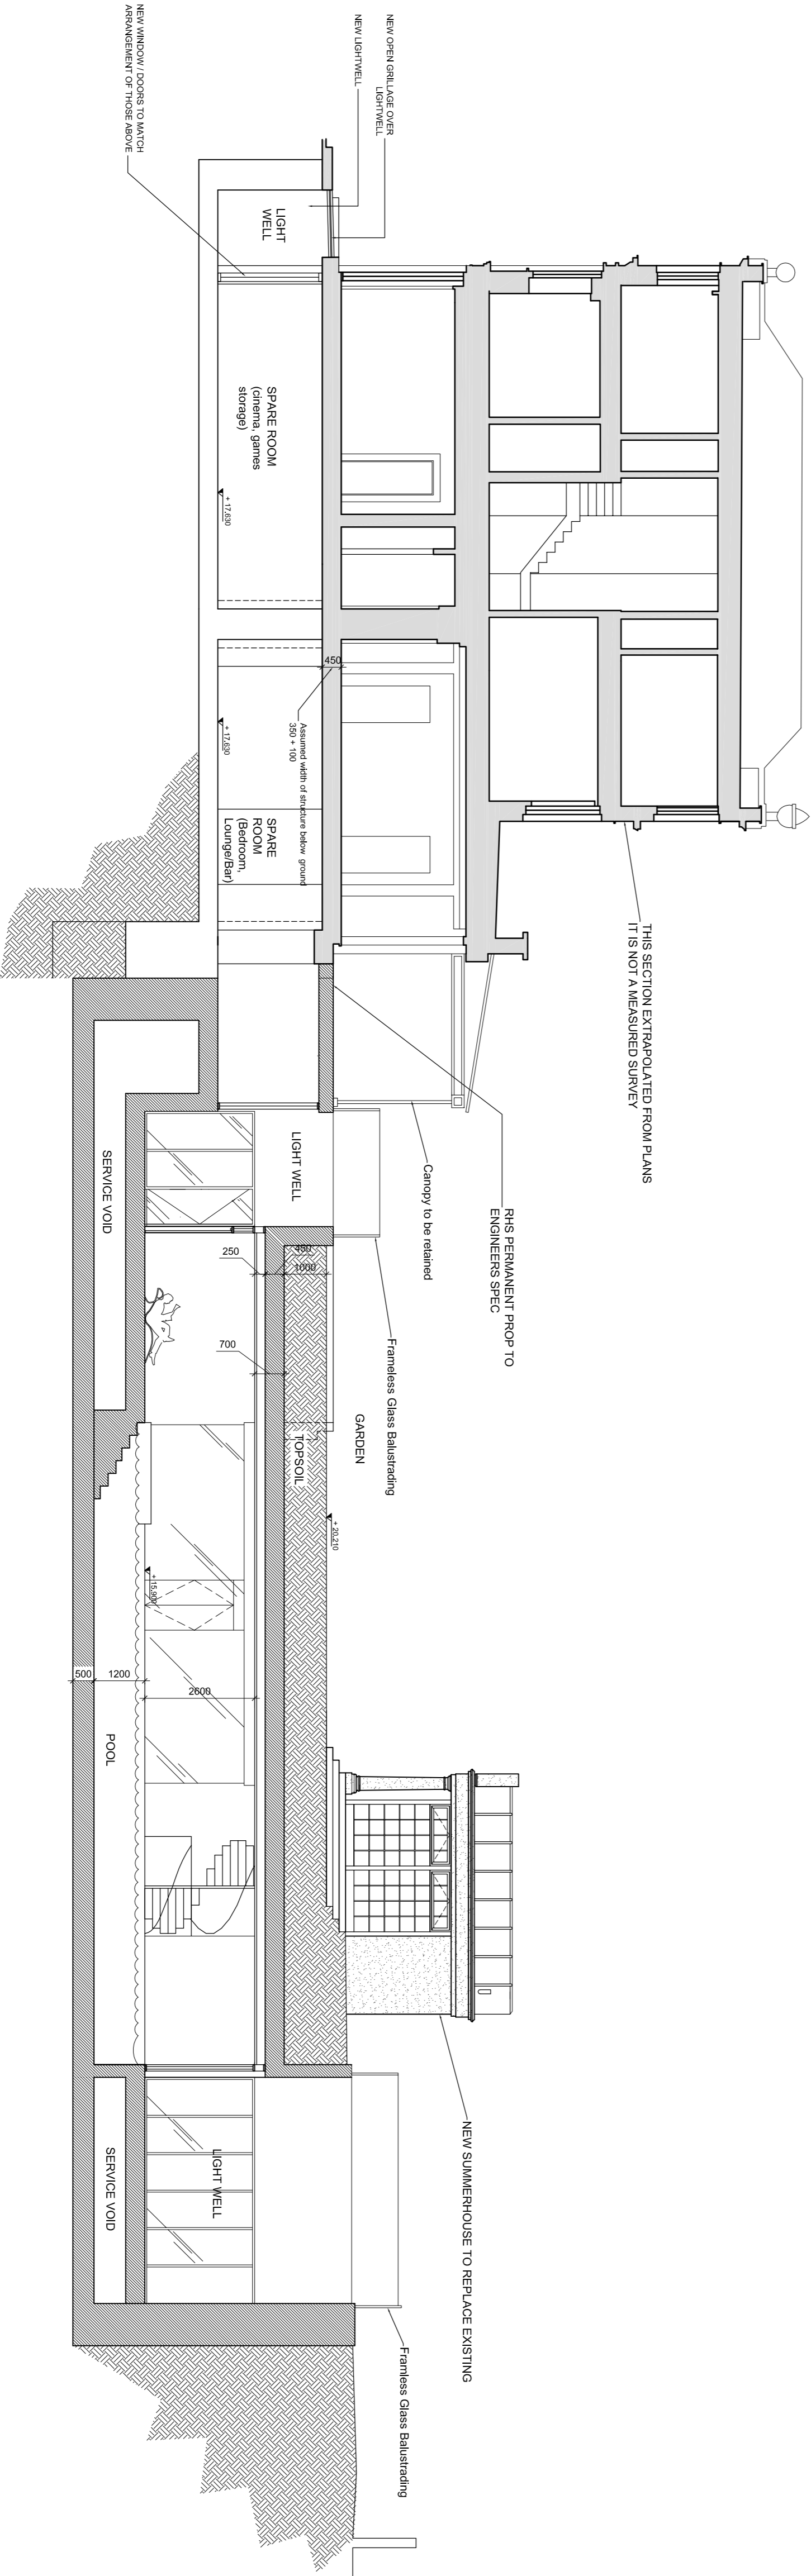 NEW WINDOW / DOORS TO MATCH
ARRANGEMENT OF THOSE ABOVE
NEW LIGHTWELL
NEW OPEN GRILLAGE OVER
LIGHTWELL
LIGHT
WELL
SPARE ROOM
(cinema, games
storage)
+ 17,630
450
Assumed width of structure below ground
350 + 100
+ 17,630
SPARE
ROOM
(Bedroom,
Lounge/Bar)
THIS SECTION EXTRAPOLATED FROM PLANS
IT IS NOT A MEASURED SURVEY
RHS PERMANENT PROP TO
ENGINEERS SPEC
Canopy to be retained
LIGHT WELL
SERVICE VOID
Frameless Glass Balustrading
250
450
1000
700
GARDEN
TOPSOIL
+ 20,210
+ 15,900
500
1200
2600
POOL
NEW SUMMERHOUSE TO REPLACE EXISTING
LIGHT WELL
SERVICE VOID
Framless Glass Balustrading